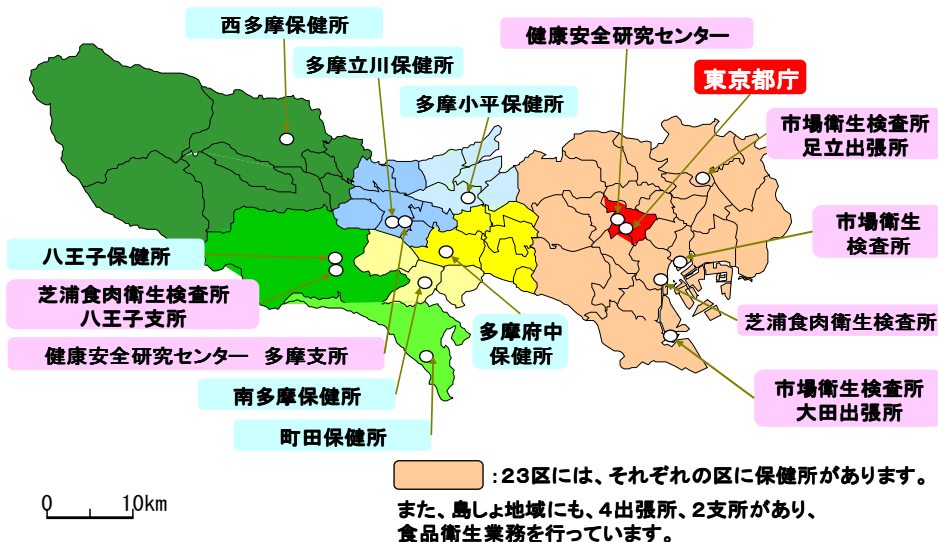 西多摩保健所
健康安全研究センター
多摩立川保健所
東京都庁
多摩小平保健所
市場衛生検査所
足立出張所
市場衛生
検査所
八王子保健所
芝浦食肉衛生検査所
八王子支所
芝浦食肉衛生検査所
多摩府中
保健所
健康安全研究センター 多摩支所
南多摩保健所
市場衛生検査所
大田出張所
町田保健所
:23区には、それぞれの区に保健所があります。
0 10km
また、島しょ地域にも、4出張所、2支所があり、
食品衛生業務を行っています。